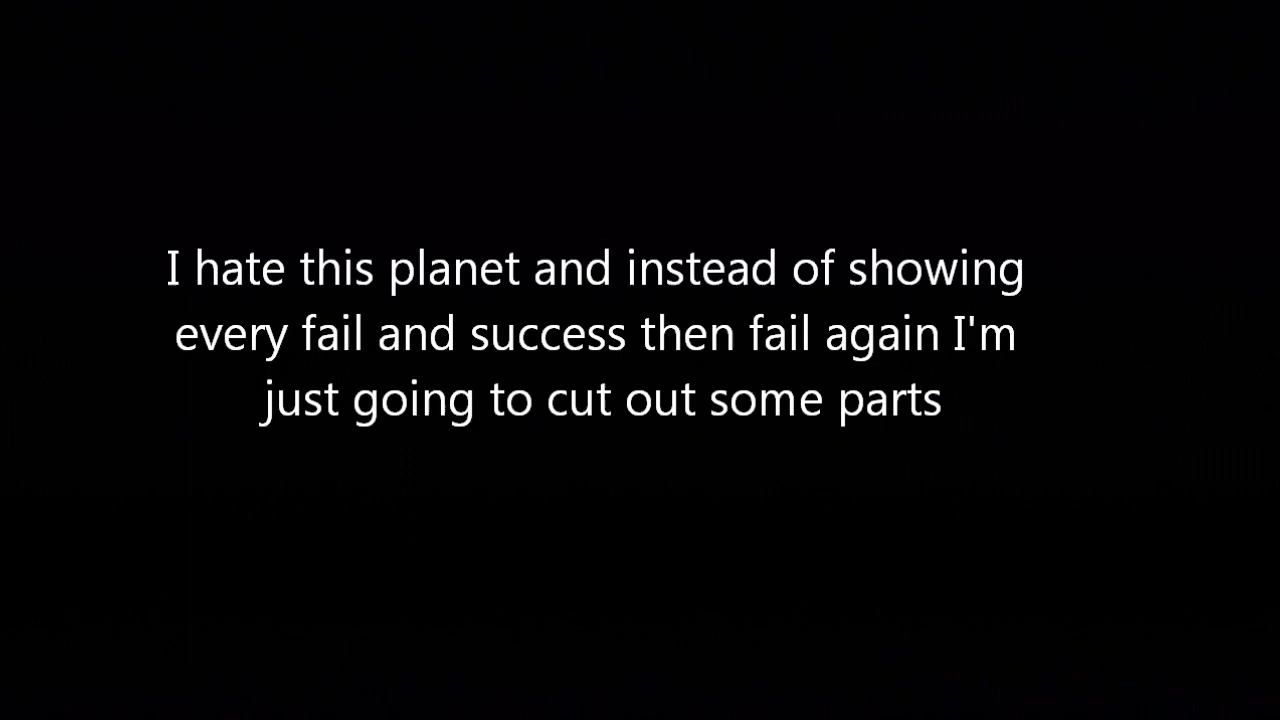 I hate this planet and instead of showing
every fail and success then fail again I'm
just going to cut out some parts